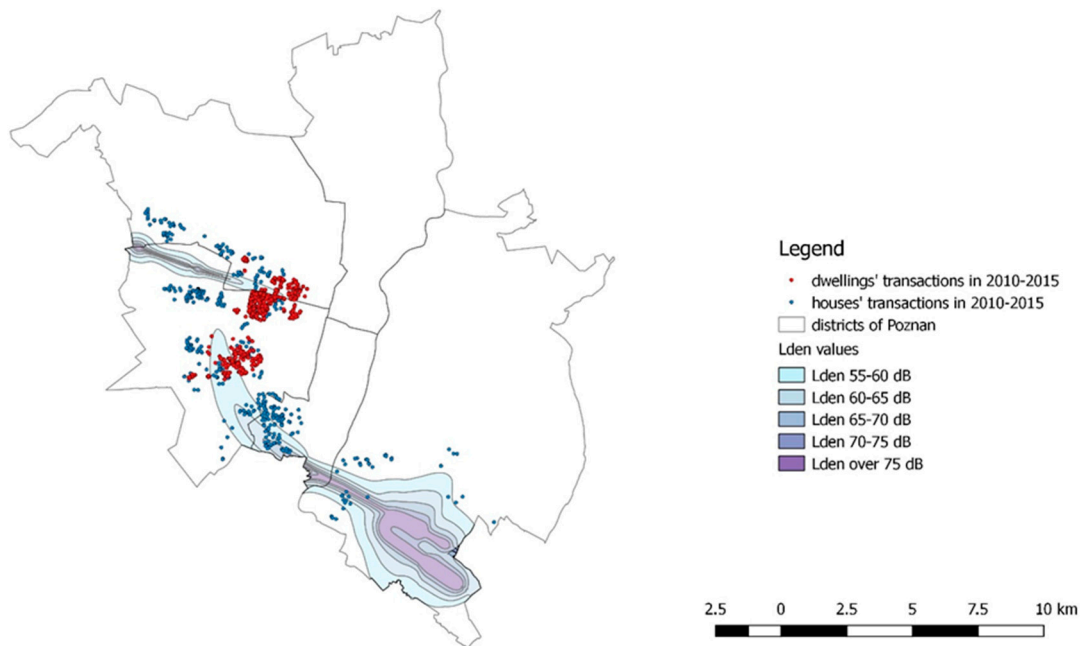 Legend
dwellings' transactions in 2010-2015
houses' transactions in 2010-2015
districts of Poznan
Lden values
Lden 55-60 dB
Lden 60-65 dB
Lden 65-70 dB
Lden 70-75 dB
Lden over 75 dB
2.5 0 2.5 5 7.5 10 km